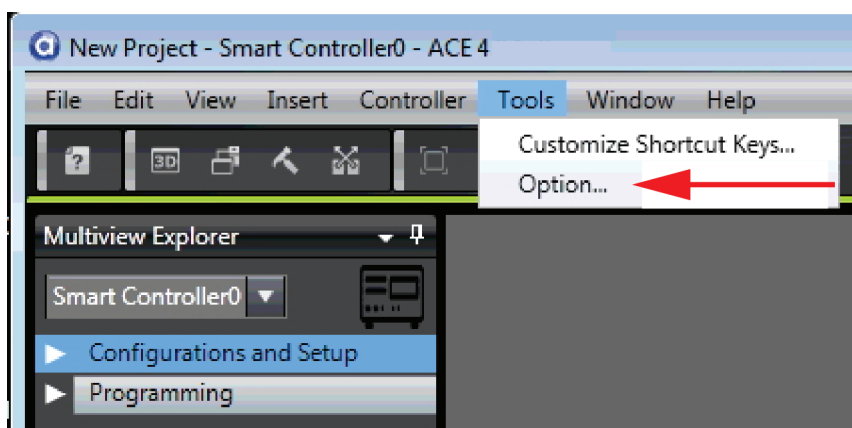 New Project - Smart Controller0 - ACE 4
File Edit View Insert Controller Tools Window Help
3D
Customize Shortcut Keys...
Option...
Multiview Explorer
Smart Controller0
Configurations and Setup
Programming